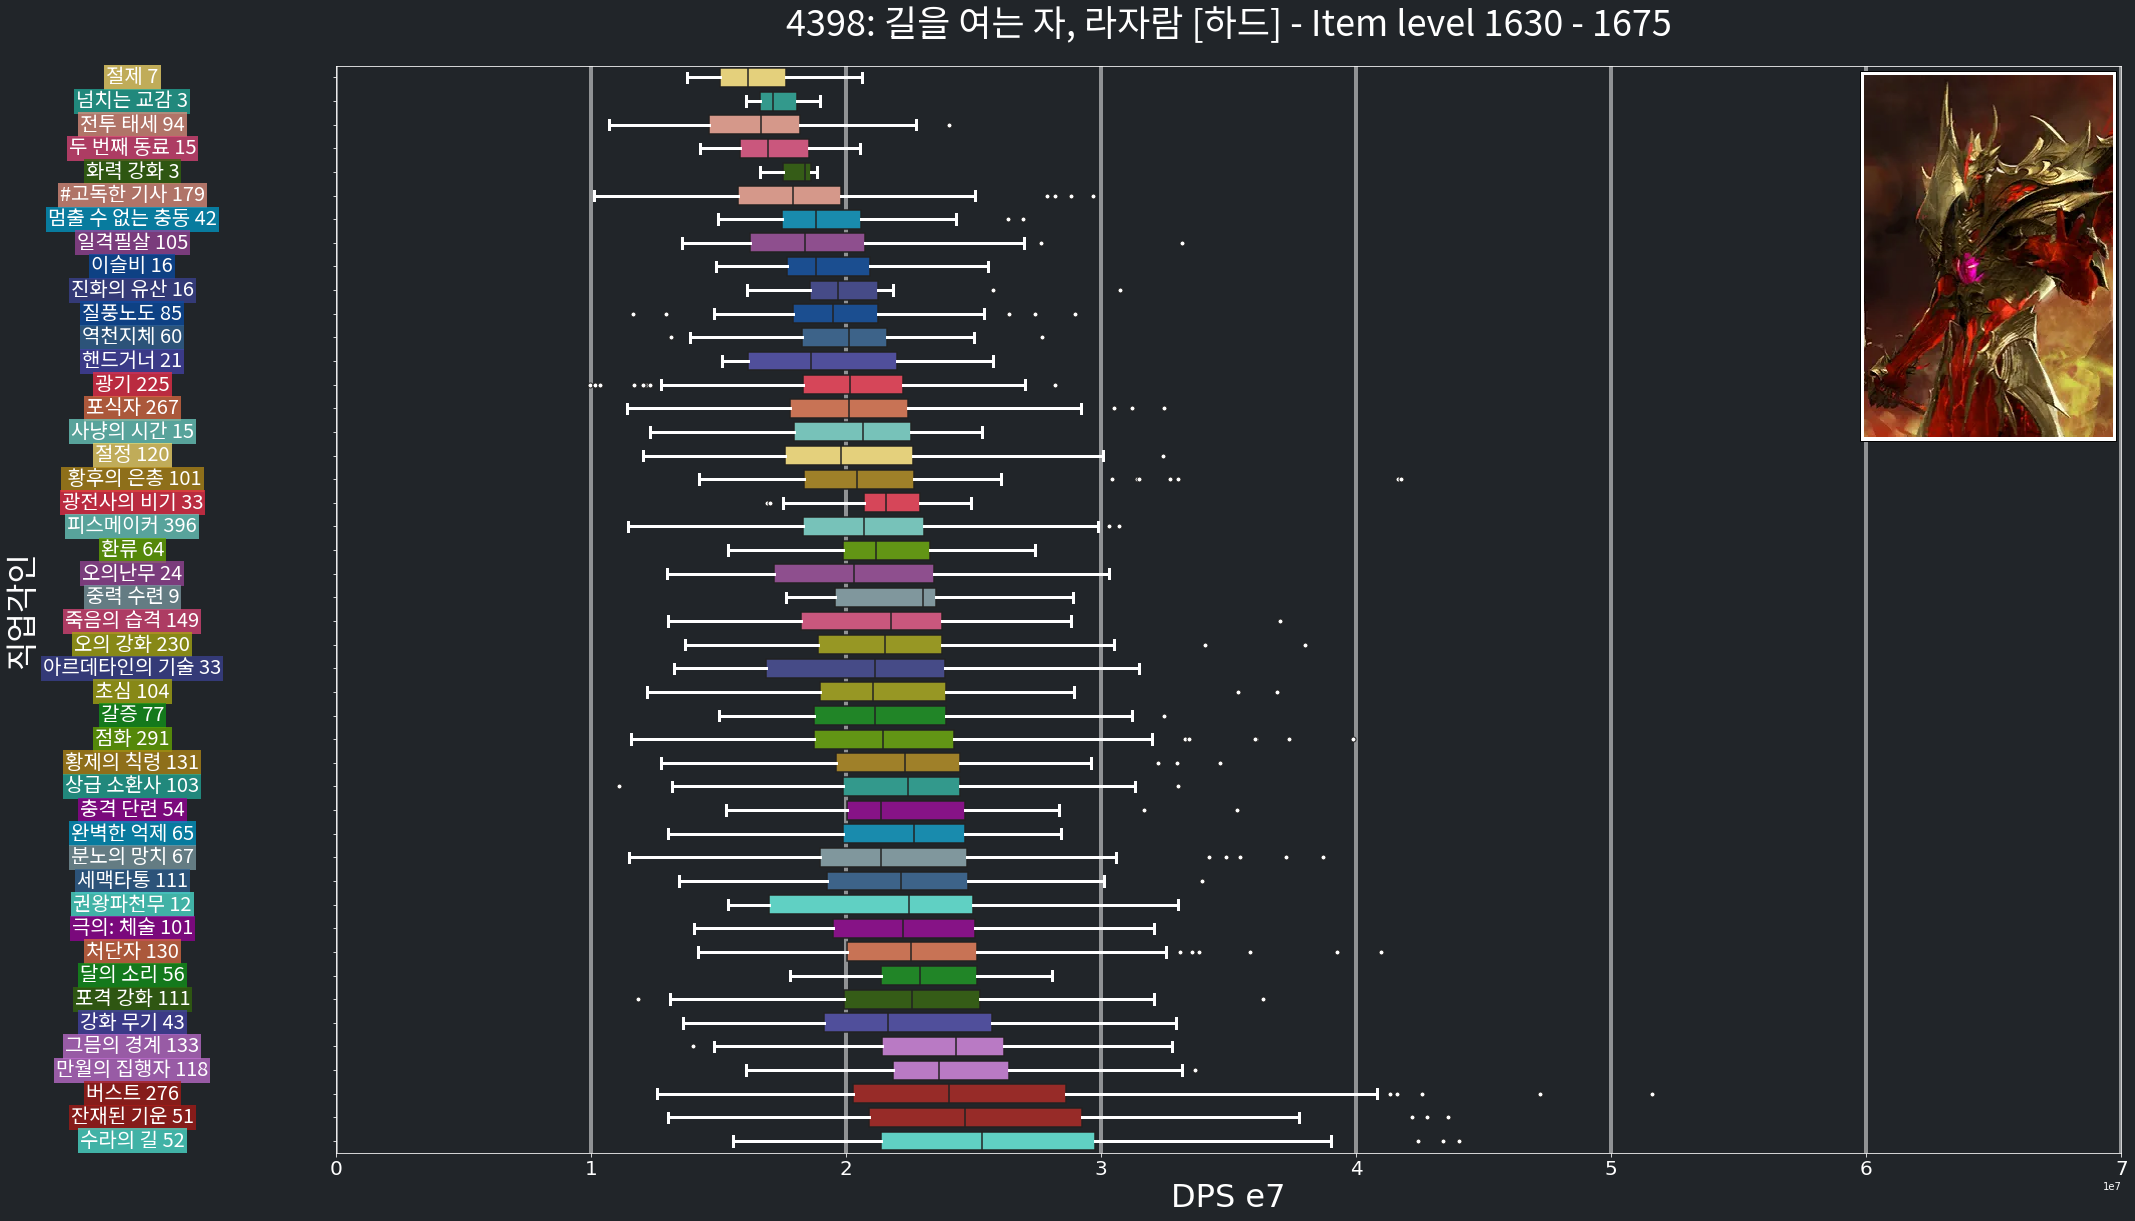 4398: 길을 여는 자, 라자람 [하드] - Item level 1630 - 1675
절제 7
넘치는 교감 3
전투 태세 94
두 번째 동료 15
화력 강화 3
#고독한 기사 179
멈출 수 없는 충동 42
일격필살 105
이슬비 16
진화의 유산 16
질풍노도 85
역천지체 60
핸드거너 21
광기 225
포식자 267
사냥의 시간 15
절정 120
황후의 은총 101
광전사의 비기 33
피스메이커 396
환류 64
오의난무 24
중력 수련 9
죽음의 습격 149
오의 강화 230
아르데타인의 기술 33
초심 104
갈증 77
점화 291
황제의 칙령 131
상급 소환사 103
충격 단련 54
완벽한 억제 65
분노의 망치 67
세맥타통 111
권왕파천무 12
극의: 체술 101
처단자 130
달의 소리 56
포격 강화 111
강화 무기 43
그믐의 경계 133
만월의 집행자 118
버스트 276
잔재된 기운 51
수라의 길 52
직업각인
0 1 2 3 4 5 6 7
1e7
DPS e7